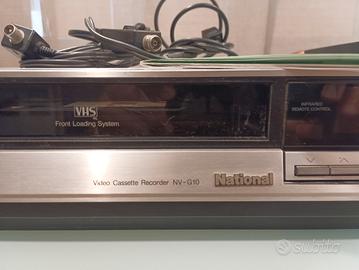 VHS
Front Loading System
INFRARED
REMOTE CONTROL
Video Cassette Recorder NV-G10
National
subito